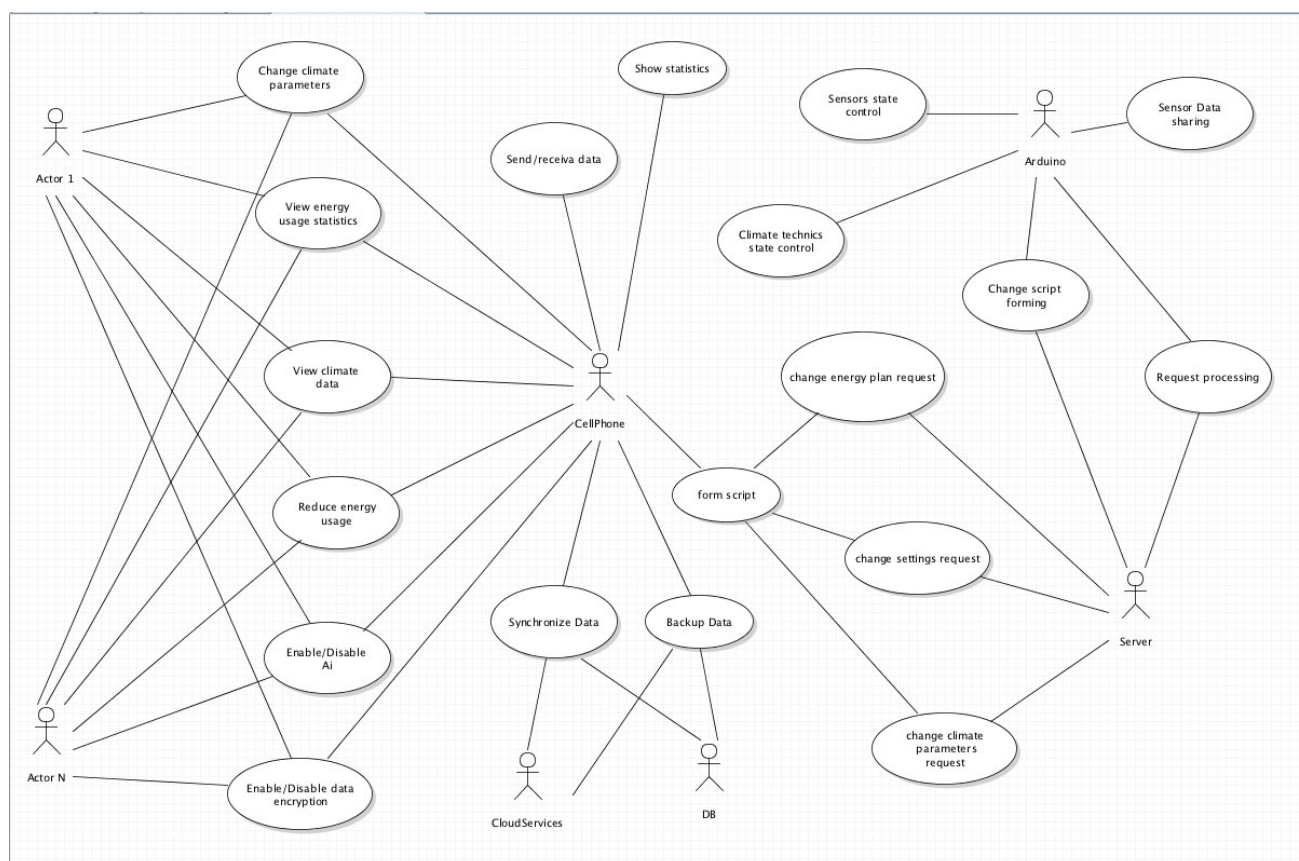 Change climate
parameters
Show statistics
Sensors state
control
Sensor Data
sharing
Actor 1
Send/receiva data
Arduino
View energy
usage statistics
Climate technics
state control
Change script
forming
View climate
data
change energy plan request
Request processing
CellPhone
form script
Reduce energy
usage
change settings request
Synchronize Data
Backup Data
Server
Enable/Disable
Ai
change climate
parameters
request
Actor N
Enable/Disable data
encryption
CloudServices
DB